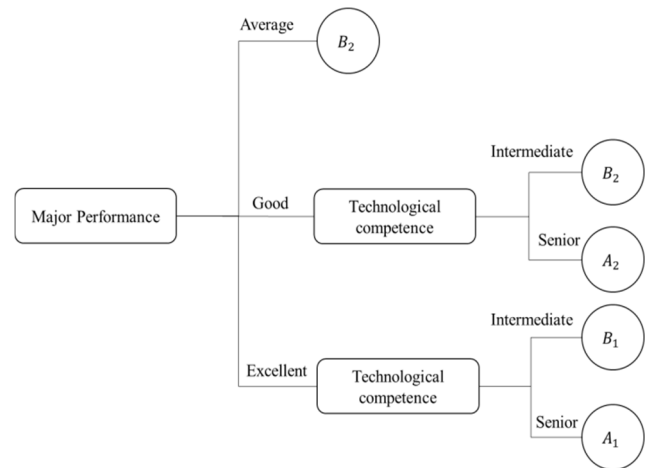 Average
B₂
Intermediate
B₂
Major Performance
Good
Technological
competence
Senior
A₂
Intermediate
B₁
Excellent
Technological
competence
Senior
A₁